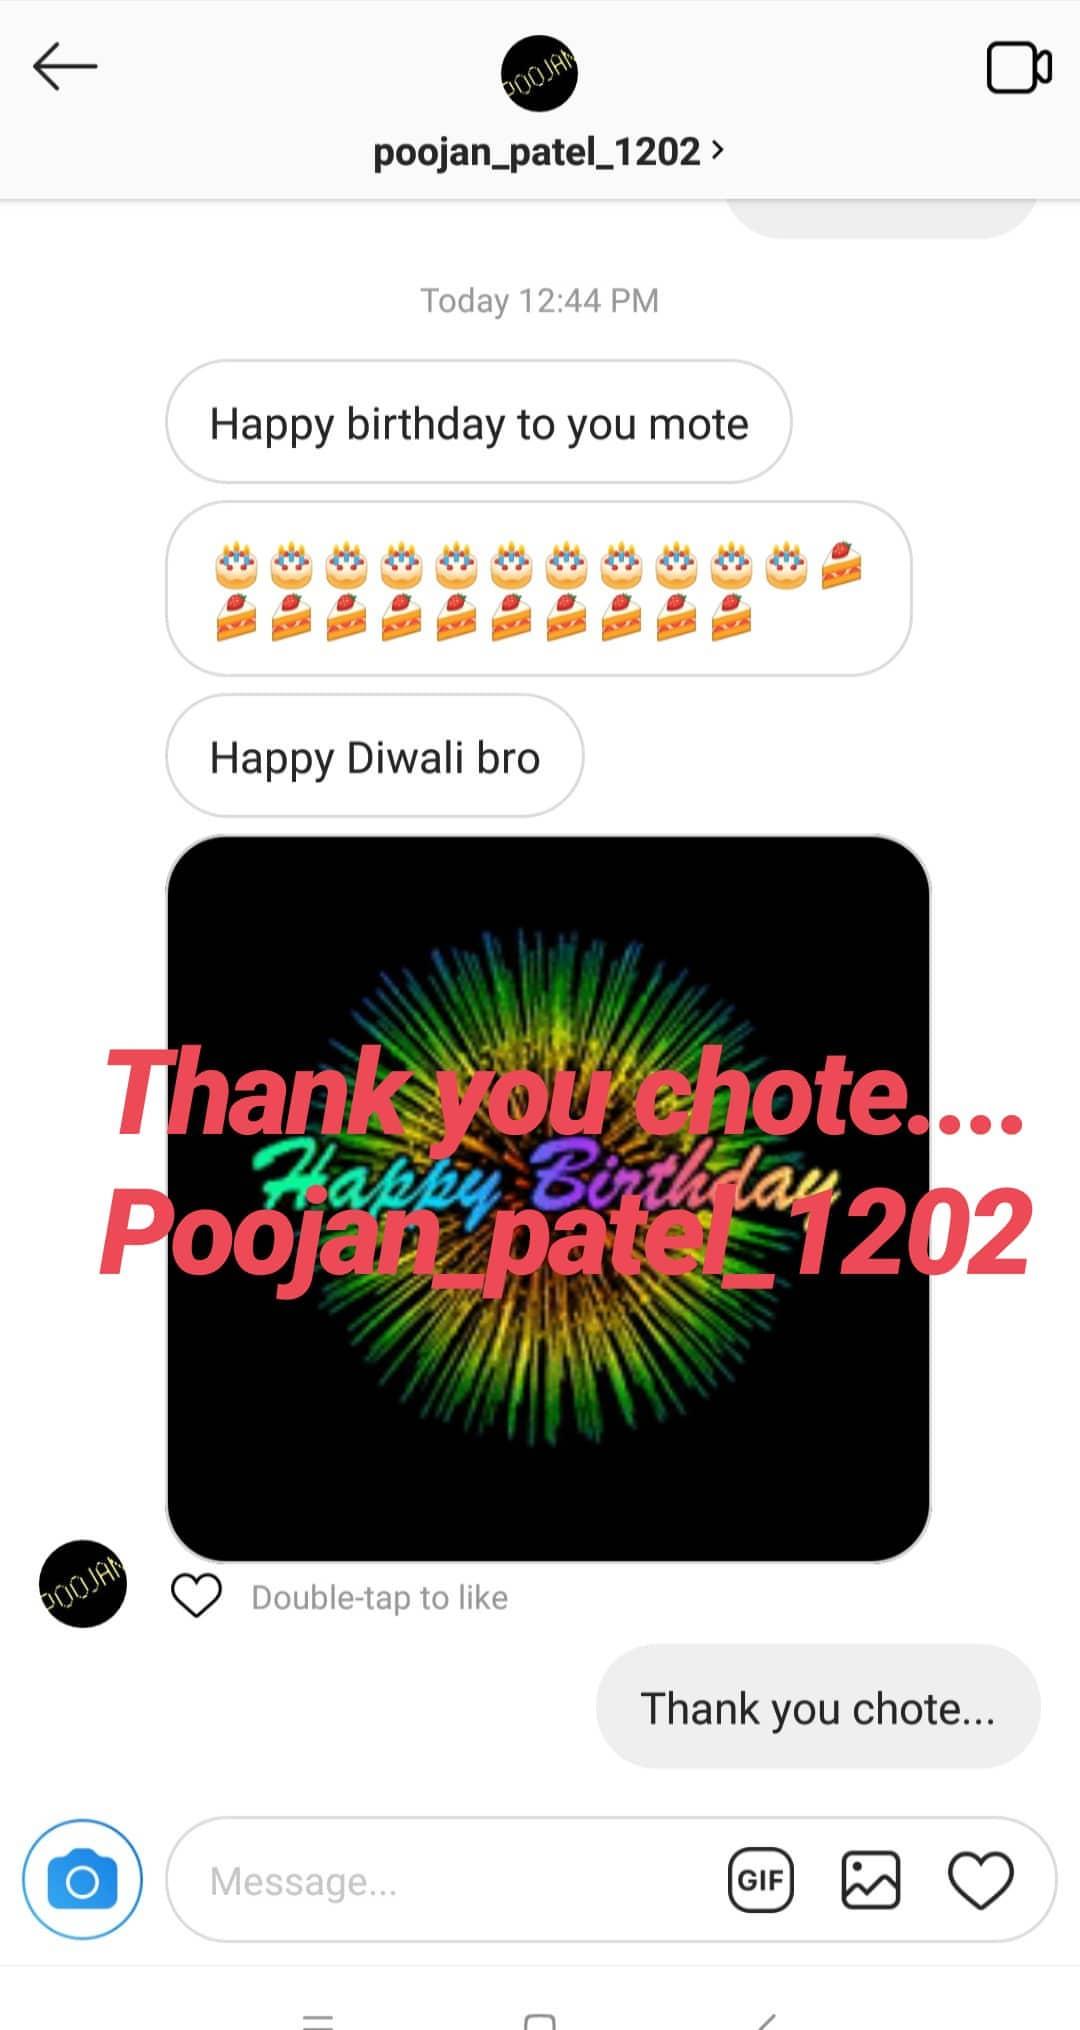 POOJAN
poojan_patel_1202 >
Today 12:44 PM
Happy birthday to you mote
🎂🎂🎂🎂🎂🎂🎂🎂🎂🎂🎂🍰
🍰🍰🍰🍰🍰🍰🍰🍰🍰🍰
Happy Diwali bro
Thank you chote....
Happy Birthday
Poojan_patel_1202
POOJAN
Double-tap to like
Thank you chote...
Message...
GIF